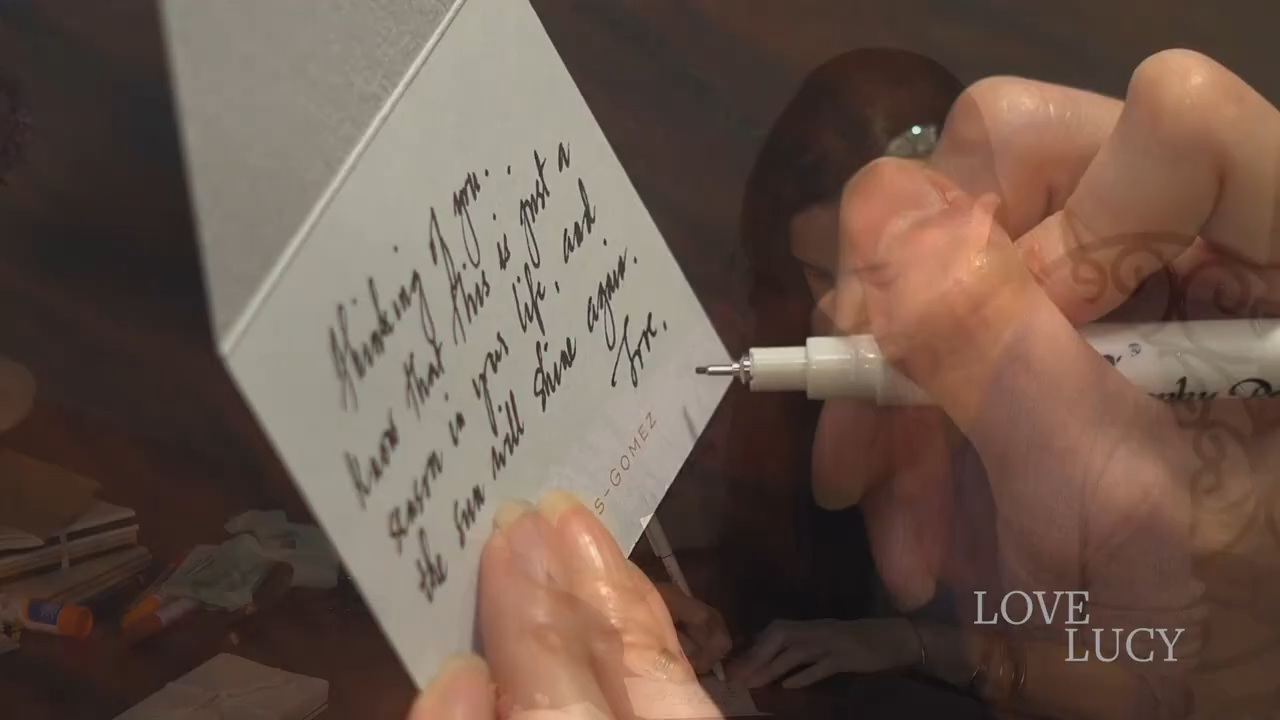 Thinking of you.
Know that this is just a
season in your life, and
the sun will shine again.
S-GOMEZ
LOVE
LUCY